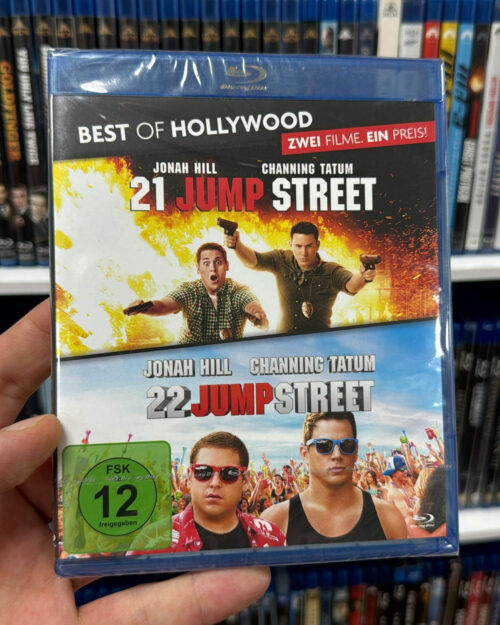 BEST OF HOLLYWOOD
ZWEI FILME. EIN PREIS!
JONAH HILL CHANNING TATUM
21 JUMP STREET
JONAH HILL CHANNING TATUM
22 JUMP STREET
FSK
12
freigegeben